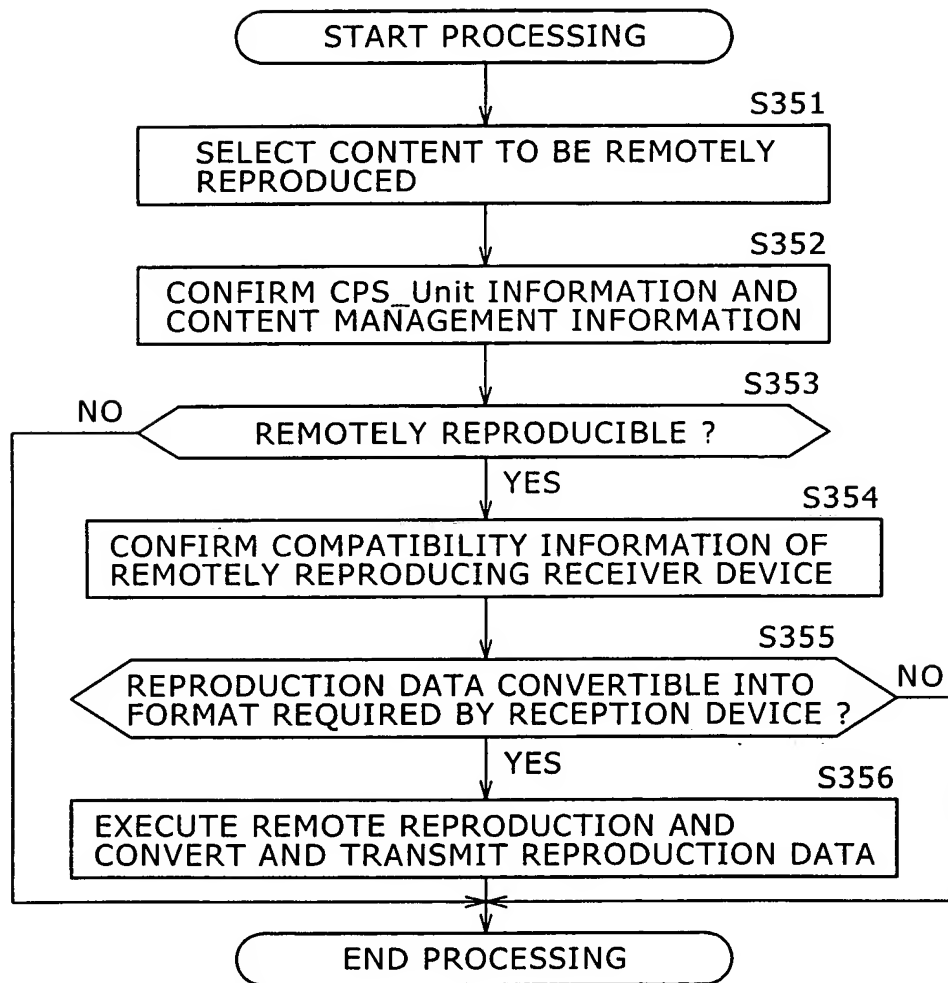 START PROCESSING
S351
SELECT CONTENT TO BE REMOTELY
REPRODUCED
S352
CONFIRM CPS_Unit INFORMATION AND
CONTENT MANAGEMENT INFORMATION
S353
NO
REMOTELY REPRODUCIBLE ?
YES
S354
CONFIRM COMPATIBILITY INFORMATION OF
REMOTELY REPRODUCING RECEIVER DEVICE
S355
NO
REPRODUCTION DATA CONVERTIBLE INTO
FORMAT REQUIRED BY RECEPTION DEVICE ?
YES
S356
EXECUTE REMOTE REPRODUCTION AND
CONVERT AND TRANSMIT REPRODUCTION DATA
END PROCESSING